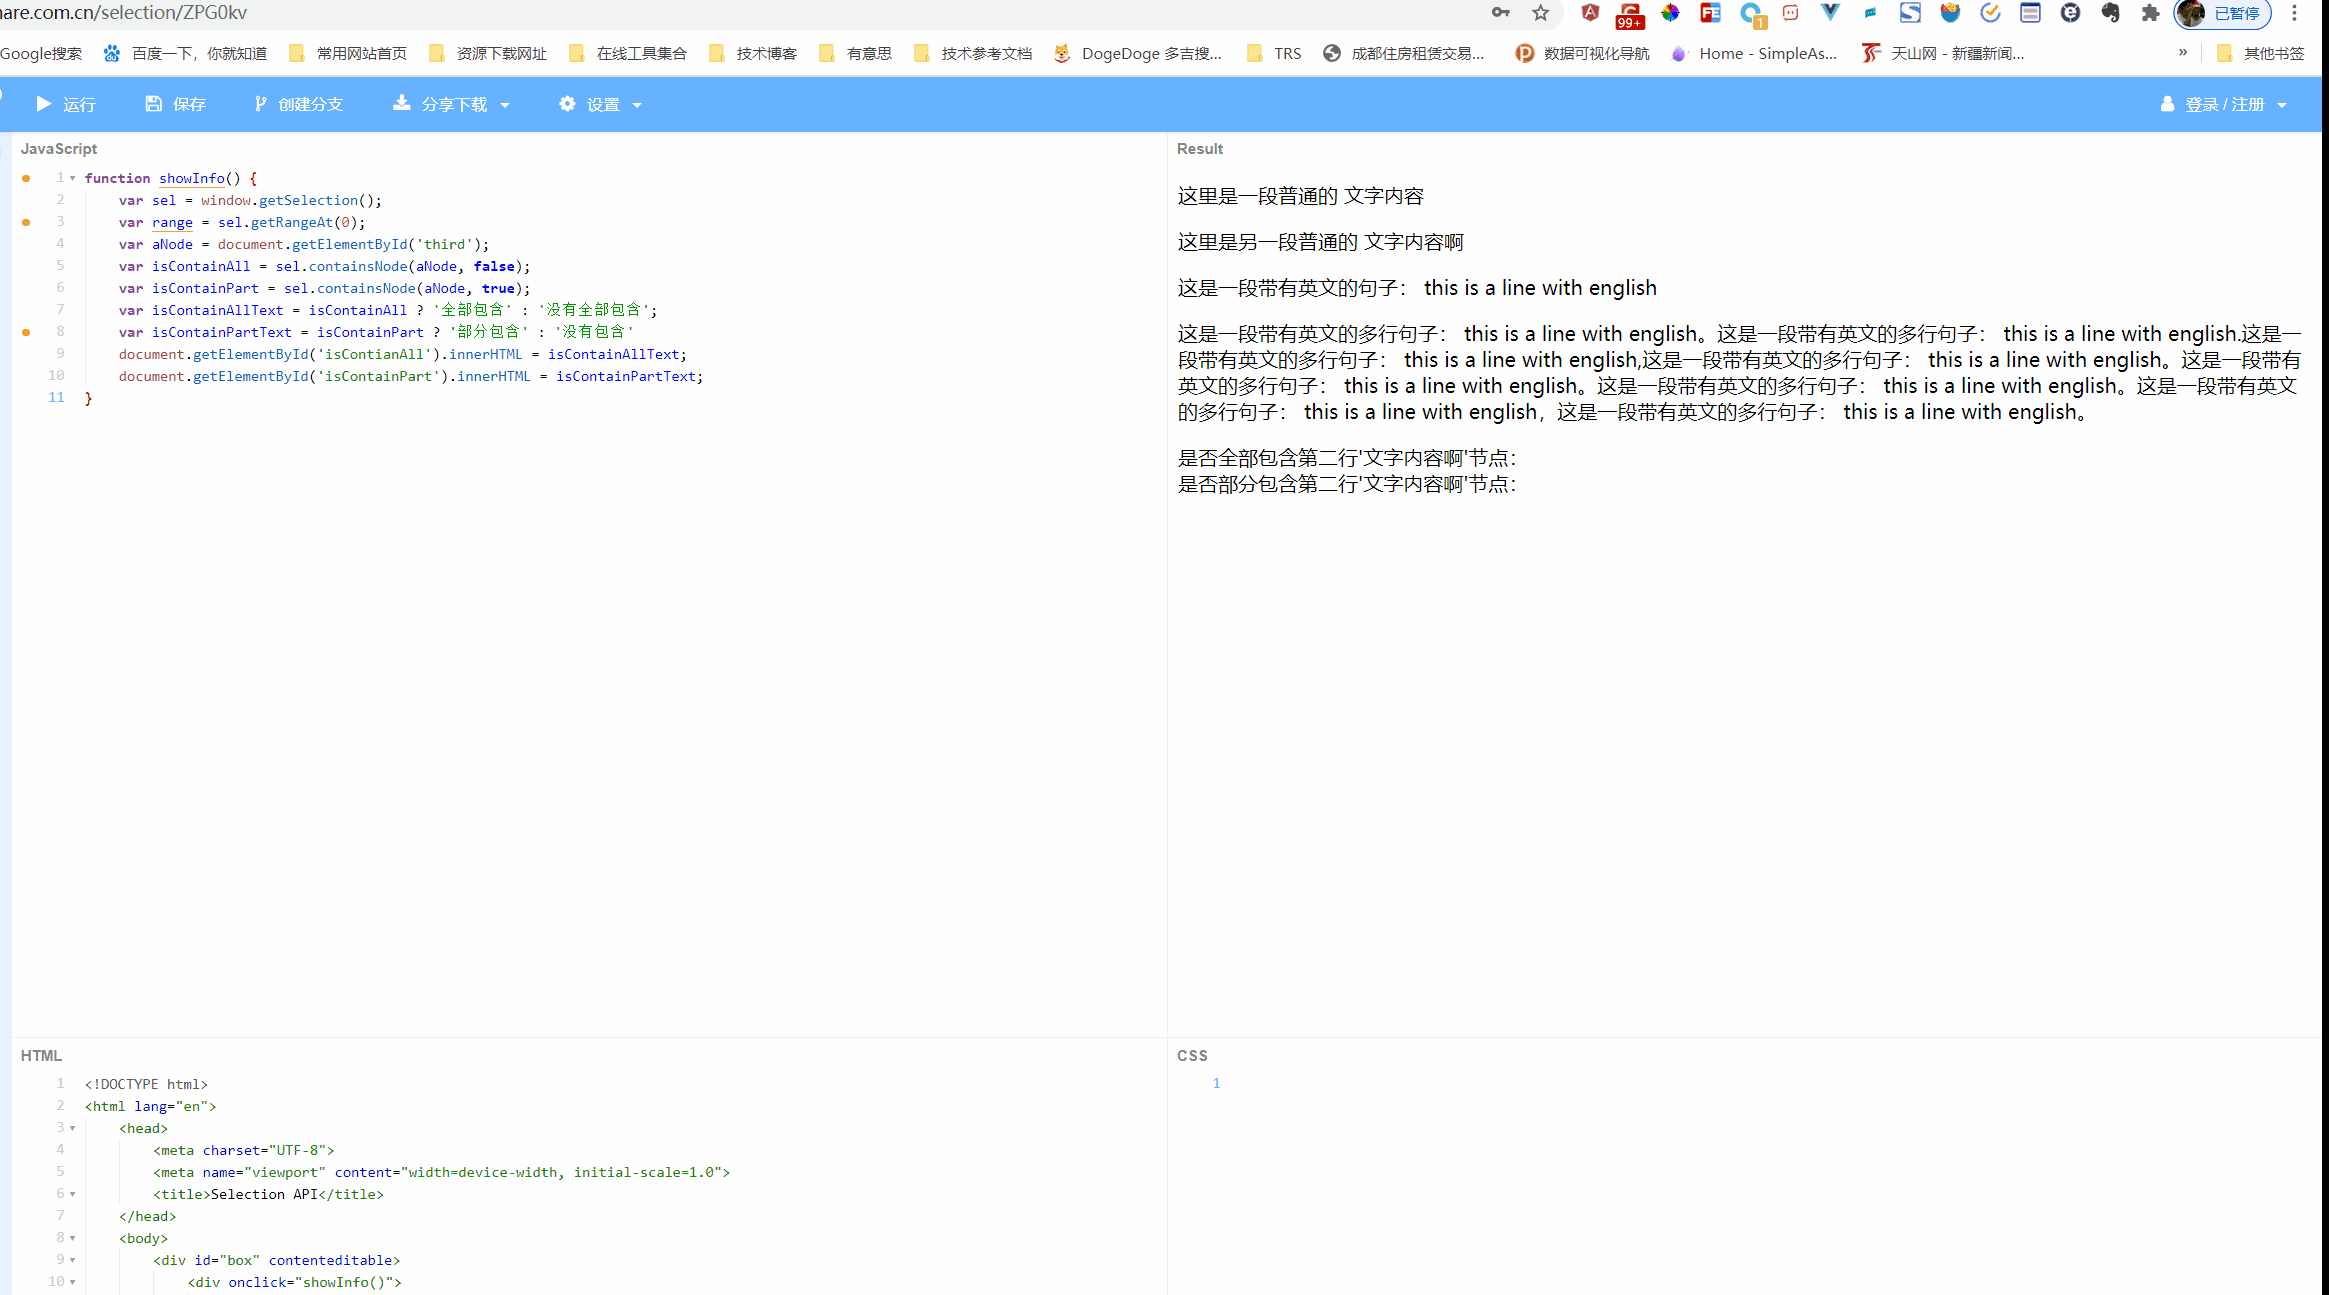 hare.com.cn/selection/ZPG0kv
99+
1
已暂停
Google搜索 百度一下，你就知道 常用网站首页 资源下载网址 在线工具集合 技术博客 有意思 技术参考文档 DogeDoge 多吉搜... TRS 成都住房租赁交易... 数据可视化导航 Home - SimpleAs... 天山网 - 新疆新闻... » 其他书签
运行 保存 创建分支 分享下载 设置 登录 / 注册
JavaScript
1 function showInfo() {
2 var sel = window.getSelection();
3 var range = sel.getRangeAt(0);
4 var aNode = document.getElementById('third');
5 var isContainAll = sel.containsNode(aNode, false);
6 var isContainPart = sel.containsNode(aNode, true);
7 var isContainAllText = isContainAll ? '全部包含' : '没有全部包含';
8 var isContainPartText = isContainPart ? '部分包含' : '没有包含'
9 document.getElementById('isContianAll').innerHTML = isContainAllText;
10 document.getElementById('isContainPart').innerHTML = isContainPartText;
11 }
Result
这里是一段普通的 文字内容
这里是另一段普通的 文字内容啊
这是一段带有英文的句子： this is a line with english
这是一段带有英文的多行句子： this is a line with english。这是一段带有英文的多行句子： this is a line with english.这是一
段带有英文的多行句子： this is a line with english,这是一段带有英文的多行句子： this is a line with english。这是一段带有
英文的多行句子： this is a line with english。这是一段带有英文的多行句子： this is a line with english。这是一段带有英文
的多行句子： this is a line with english，这是一段带有英文的多行句子： this is a line with english。
是否全部包含第二行'文字内容啊'节点：
是否部分包含第二行'文字内容啊'节点：
HTML
1 <!DOCTYPE html>
2 <html lang="en">
3 <head>
4 <meta charset="UTF-8">
5 <meta name="viewport" content="width=device-width, initial-scale=1.0">
6 <title>Selection API</title>
7 </head>
8 <body>
9 <div id="box" contenteditable>
10 <div onclick="showInfo()">
CSS
1